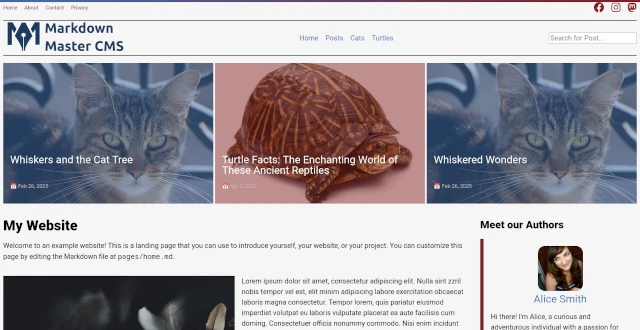 Home About Contact Privacy
Markdown
Master CMS
Home Posts Cats Turtles
Search for Post...
Whiskers and the Cat Tree
Feb 26, 2025
Turtle Facts: The Enchanting World of
These Ancient Reptiles
2025
Whiskered Wonders
Feb 26, 2025
My Website
Welcome to an example website! This is a landing page that you can use to introduce yourself, your website, or your project. You can customize
this page by editing the Markdown file at pages/home.md.
Lorem ipsum dolor sit amet, consectetur adipiscing elit. Nulla sint zzril
nobis tempor vel est, elit minim adipiscing labore exercitation obcaecat
laboris magna consectetur. Tempor lorem, quis pariatur eiusmod
imperdiet volutpat eu laboris vulputate placerat ea aute facilisis cum
doming. Consectetuer officia nonummy commodo. Nisi enim incidunt
Meet our Authors
Alice Smith
Hi there! I'm Alice, a curious and
adventurous individual with a passion for